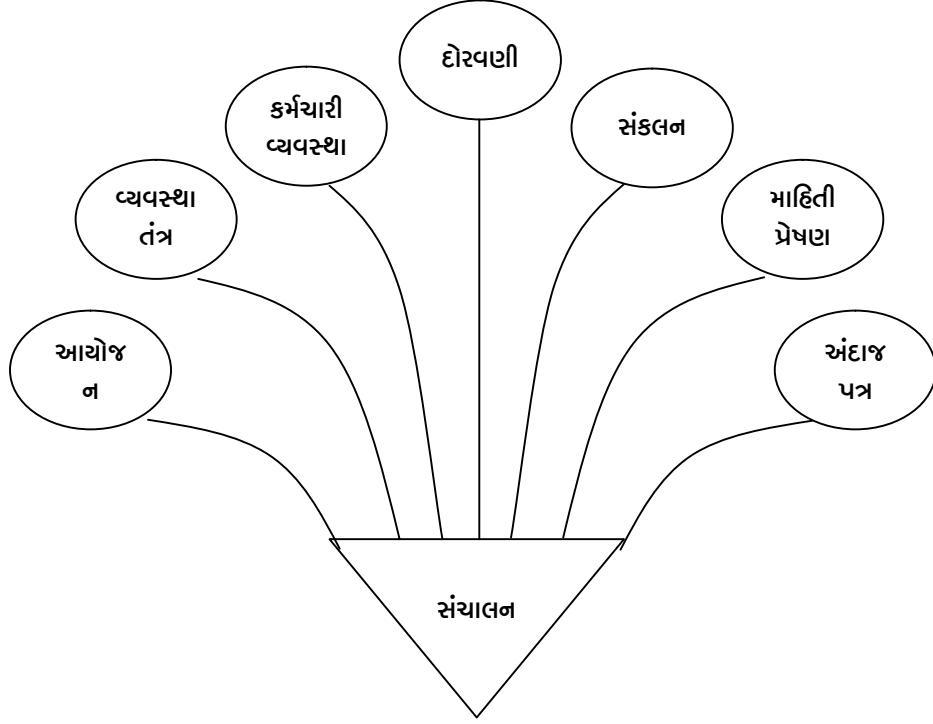 દોરવણી
કર્મચારી
વ્યવસ્થા
સંકલન
વ્યવસ્થા
તંત્ર
માહિતી
પ્રેષણ
આયોજ
ન
અંદાજ
પત્ર
સંચાલન